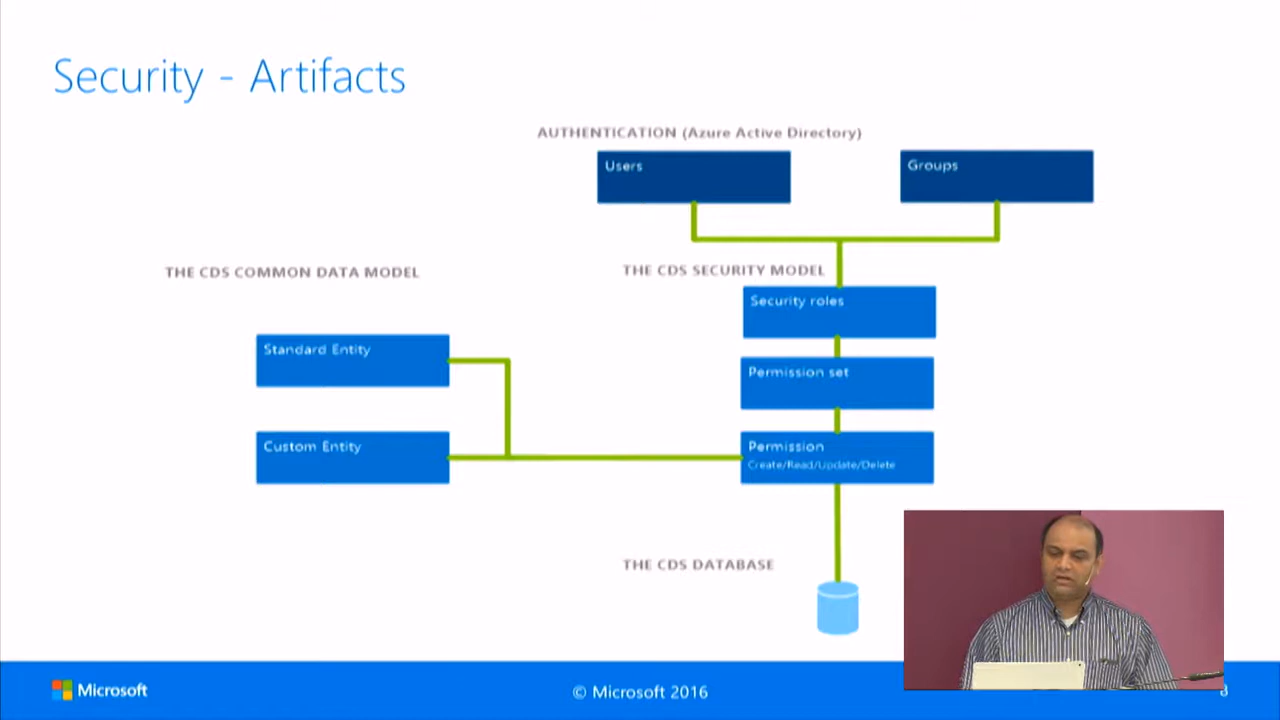 Security - Artifacts
AUTHENTICATION (Azure Active Directory)
Users
Groups
THE CDS COMMON DATA MODEL
THE CDS SECURITY MODEL
Security roles
Standard Entity
Permission set
Custom Entity
Permission
Create/Read/Update/Delete
THE CDS DATABASE
Microsoft
© Microsoft 2016
8